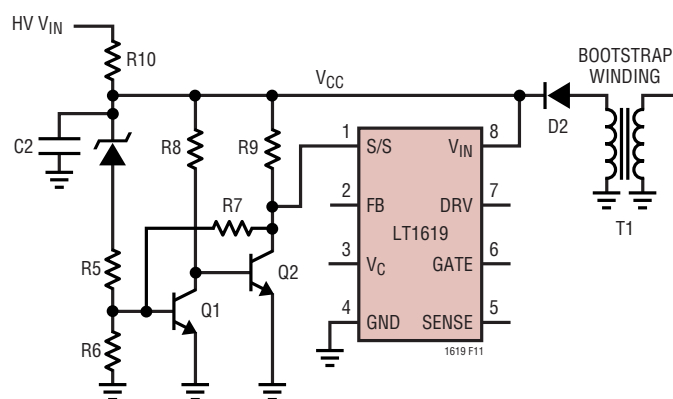 HV VIN
R10
VCC
BOOTSTRAP
WINDING
D2
C2
R8
R9
1
S/S
VIN
8
R7
2
FB
DRV
7
LT1619
T1
R5
Q2
3
VC
GATE
6
Q1
4
GND
SENSE
5
R6
1619 F11